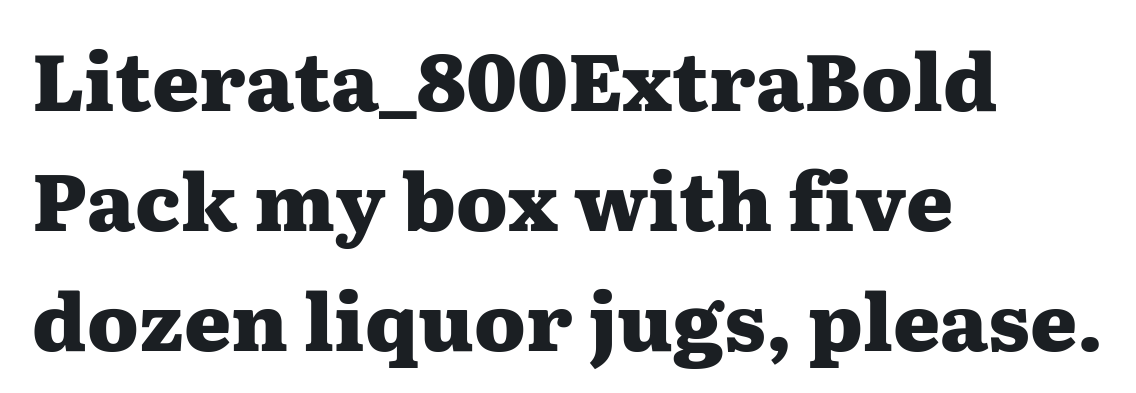 Literata_800ExtraBold
Pack my box with five
dozen liquor jugs, please.